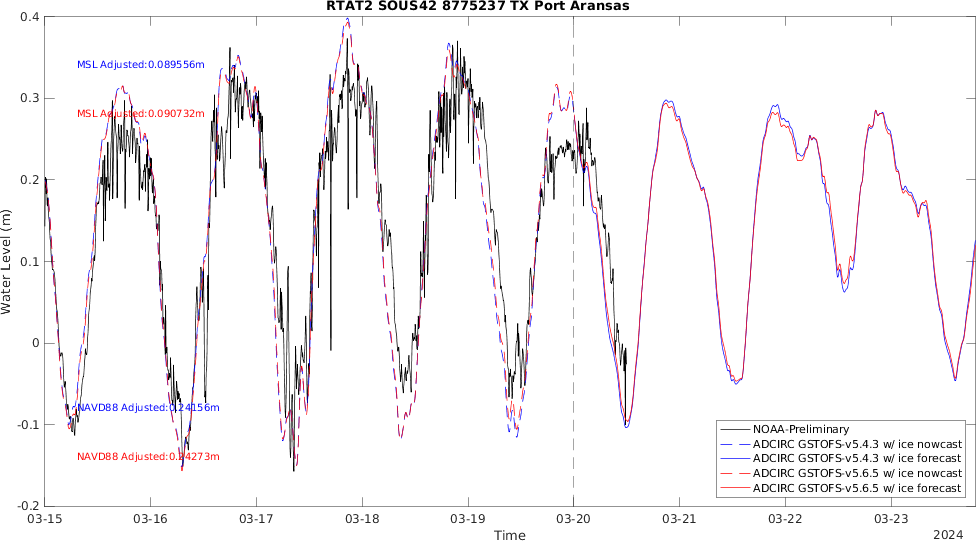 RTAT2 SOUS42 8775237 TX Port Aransas
0.4
0.3
0.2
0.1
0
-0.1
-0.2
Water Level (m)
MSL Adjusted:0.089556m
MSL Adjusted:0.090732m
NAVD88 Adjusted:0.24156m
NAVD88 Adjusted:0.24273m
NOAA-Preliminary
ADCIRC GSTOFS-v5.4.3 w/ ice nowcast
ADCIRC GSTOFS-v5.4.3 w/ ice forecast
ADCIRC GSTOFS-v5.6.5 w/ ice nowcast
ADCIRC GSTOFS-v5.6.5 w/ ice forecast
03-15 03-16 03-17 03-18 03-19 03-20 03-21 03-22 03-23
Time
2024